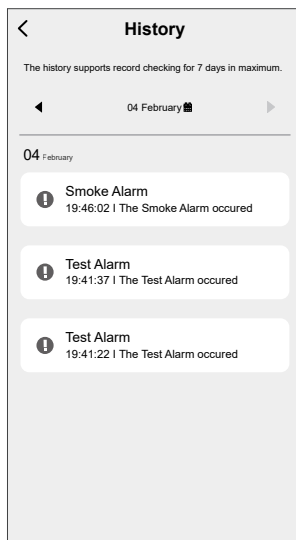 History
The history supports record checking for 7 days in maximum.
04 February
04 February
Smoke Alarm
19:46:02 I The Smoke Alarm occured
Test Alarm
19:41:37 I The Test Alarm occured
Test Alarm
19:41:22 I The Test Alarm occured